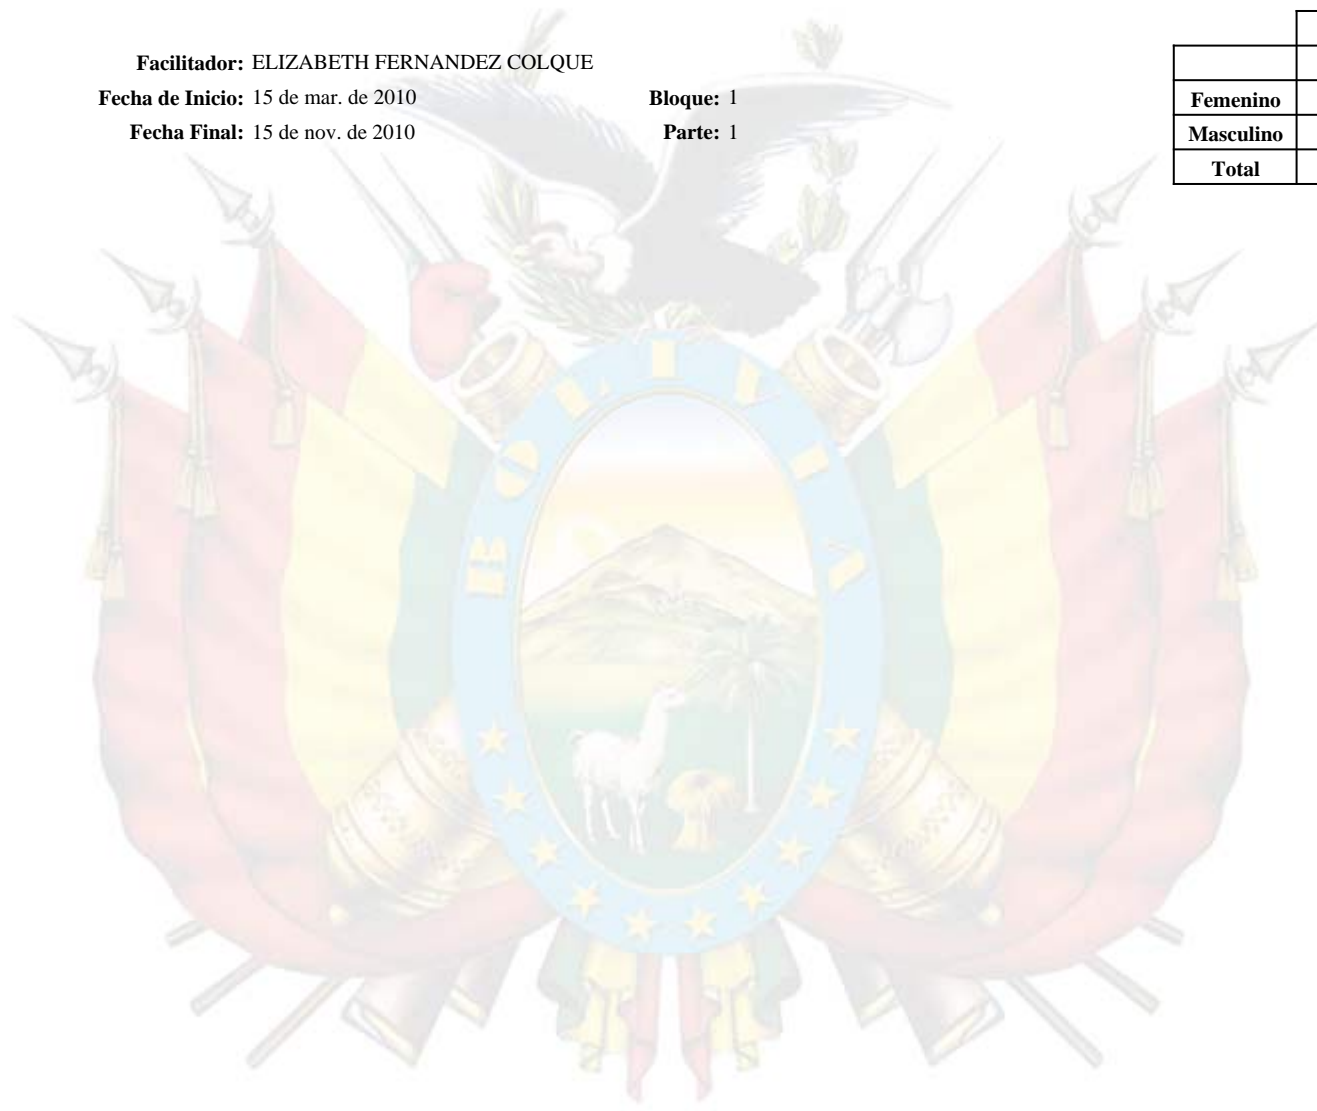 Facilitador: ELIZABETH FERNANDEZ COLQUE
Fecha de Inicio: 15 de mar. de 2010 Bloque: 1
Fecha Final: 15 de nov. de 2010 Parte: 1
Femenino
Masculino
Total
BOLIVIA